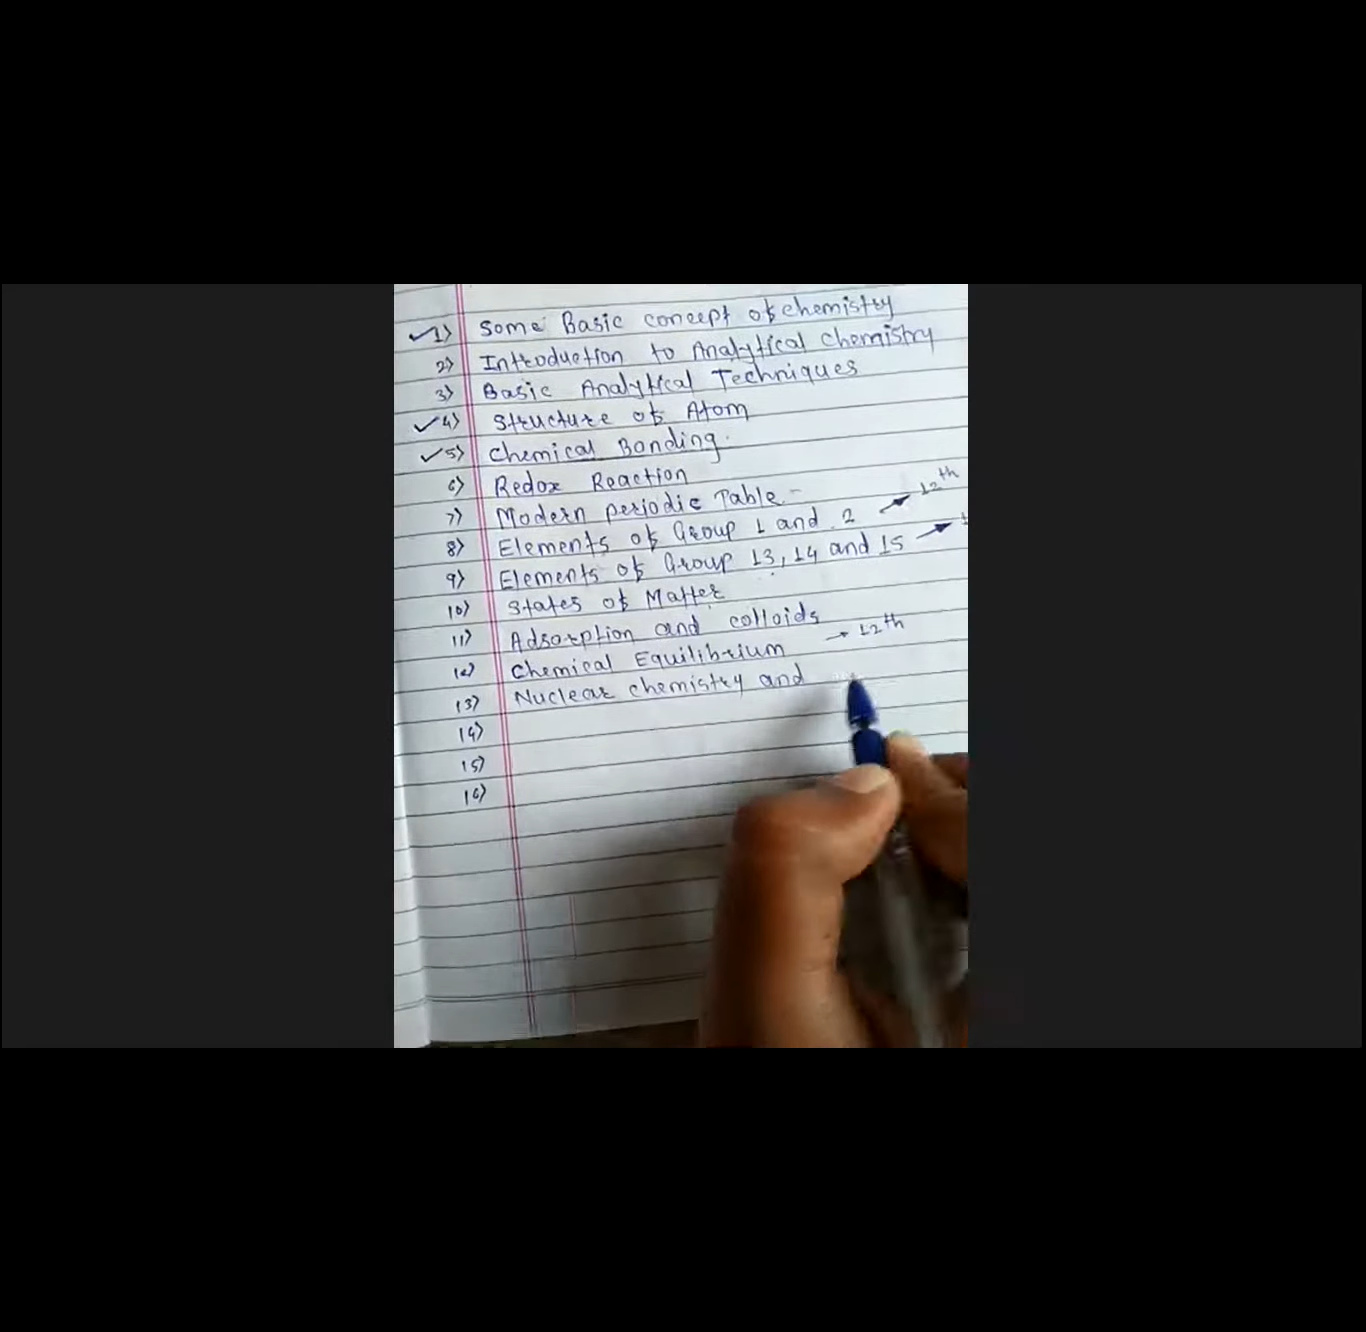 ✓1) Some Basic concept of chemistry
2) Introduction to Analytical chemistry
3) Basic Analytical Techniques
✓4) Structure of Atom
✓5) Chemical Bonding.
6) Redox Reaction
7) Modern periodic Table -
8) Elements of Group 1 and 2 → 12th
9) Elements of Group 13, 14 and 15 →
10) States of Matter
11) Adsorption and colloids
12) Chemical Equilibrium → 12th
13) Nuclear chemistry and
14)
15)
16)